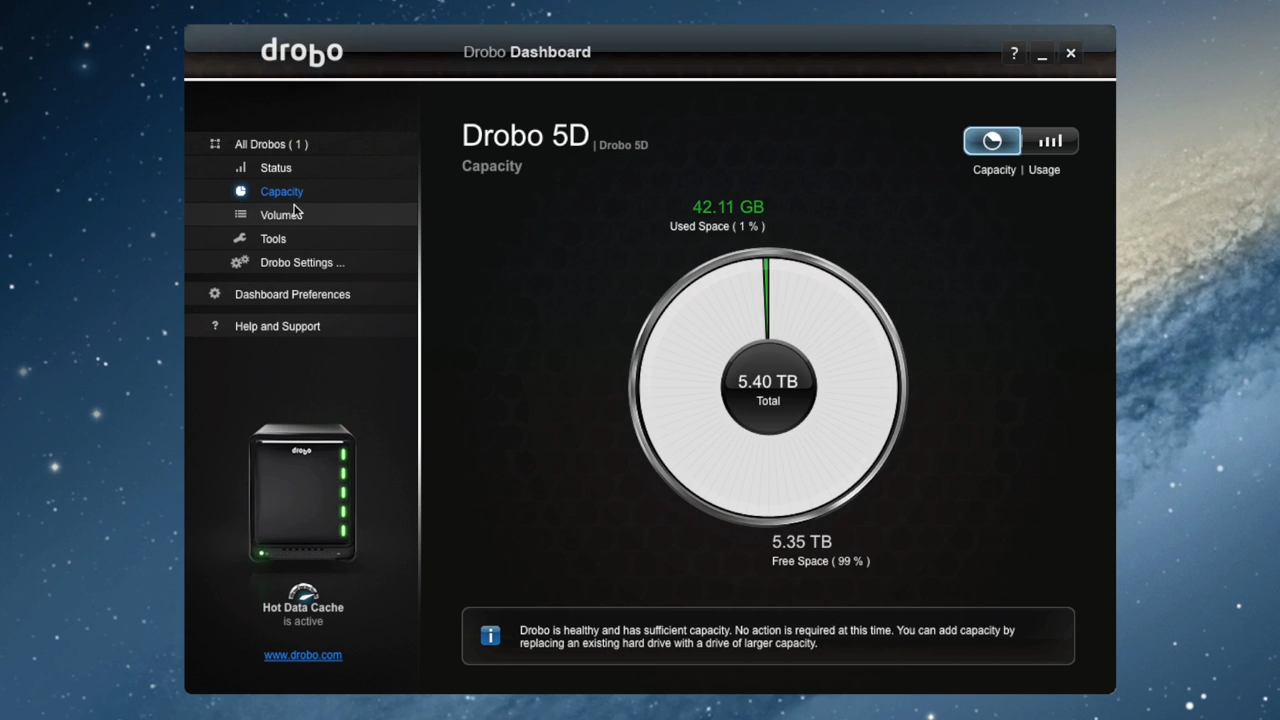 drobo
Drobo Dashboard
?
All Drobos ( 1 )
Status
Capacity
Volumes
Tools
Drobo Settings ...
Dashboard Preferences
? Help and Support
drobo
Hot Data Cache
is active
www.drobo.com
Drobo 5D | Drobo 5D
Capacity
Capacity | Usage
42.11 GB
Used Space ( 1 % )
5.40 TB
Total
5.35 TB
Free Space ( 99 % )
Drobo is healthy and has sufficient capacity. No action is required at this time. You can add capacity by
replacing an existing hard drive with a drive of larger capacity.